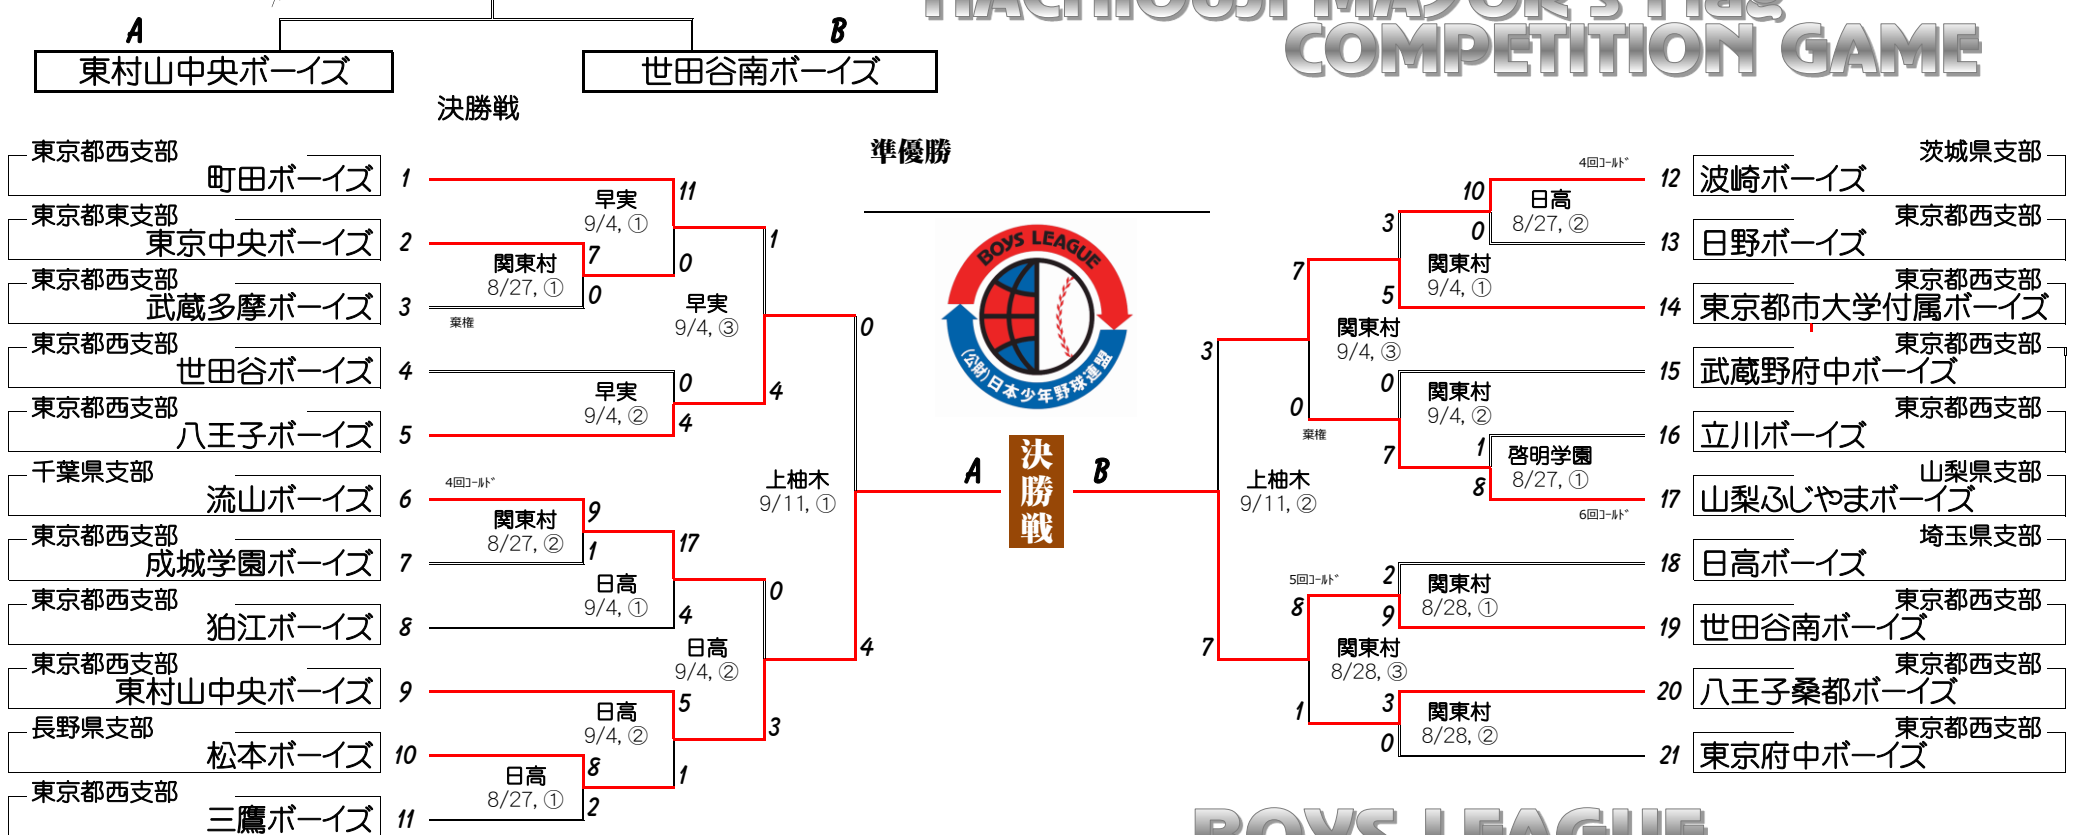 HACHIOUJI MAYOR's Flag
COMPETITION GAME
A
B
東村山中央ボーイズ
世田谷南ボーイズ
決勝戦
準優勝
東京都西支部
町田ボーイズ 1
東京都東支部
東京中央ボーイズ 2
東京都西支部
武蔵多摩ボーイズ 3
東京都西支部
世田谷ボーイズ 4
東京都西支部
八王子ボーイズ 5
千葉県支部
流山ボーイズ 6
東京都西支部
成城学園ボーイズ 7
東京都西支部
狛江ボーイズ 8
東京都西支部
東村山中央ボーイズ 9
長野県支部
松本ボーイズ 10
東京都西支部
三鷹ボーイズ 11
11
早実
9/4, ①
7
0
関東村
8/27, ①
0
棄権
1
早実
9/4, ③
0
早実
9/4, ②
4
4
0
4回ｺｰﾙﾄﾞ
9
関東村
8/27, ②
1
17
日高
9/4, ①
4
0
日高
9/4, ②
上柚木
9/11, ①
4
5
日高
9/4, ②
3
8
1
日高
8/27, ①
2
BOYS LEAGUE
(公財)日本少年野球連盟
A
決勝戦
B
4回ｺｰﾙﾄﾞ
10
日高
8/27, ②
0
3
関東村
9/4, ①
5
7
関東村
9/4, ③
3
0
関東村
9/4, ②
0
棄権
7
1
啓明学園
8/27, ①
8
6回ｺｰﾙﾄﾞ
上柚木
9/11, ②
5回ｺｰﾙﾄﾞ
2
関東村
8/28, ①
8
9
関東村
8/28, ③
7
1
3
関東村
8/28, ②
0
茨城県支部
12 波崎ボーイズ
東京都西支部
13 日野ボーイズ
東京都西支部
14 東京都市大学付属ボーイズ
東京都西支部
15 武蔵野府中ボーイズ
東京都西支部
16 立川ボーイズ
山梨県支部
17 山梨ふじやまボーイズ
埼玉県支部
18 日高ボーイズ
東京都西支部
19 世田谷南ボーイズ
東京都西支部
20 八王子桑都ボーイズ
東京都西支部
21 東京府中ボーイズ
BOYS LEAGUE